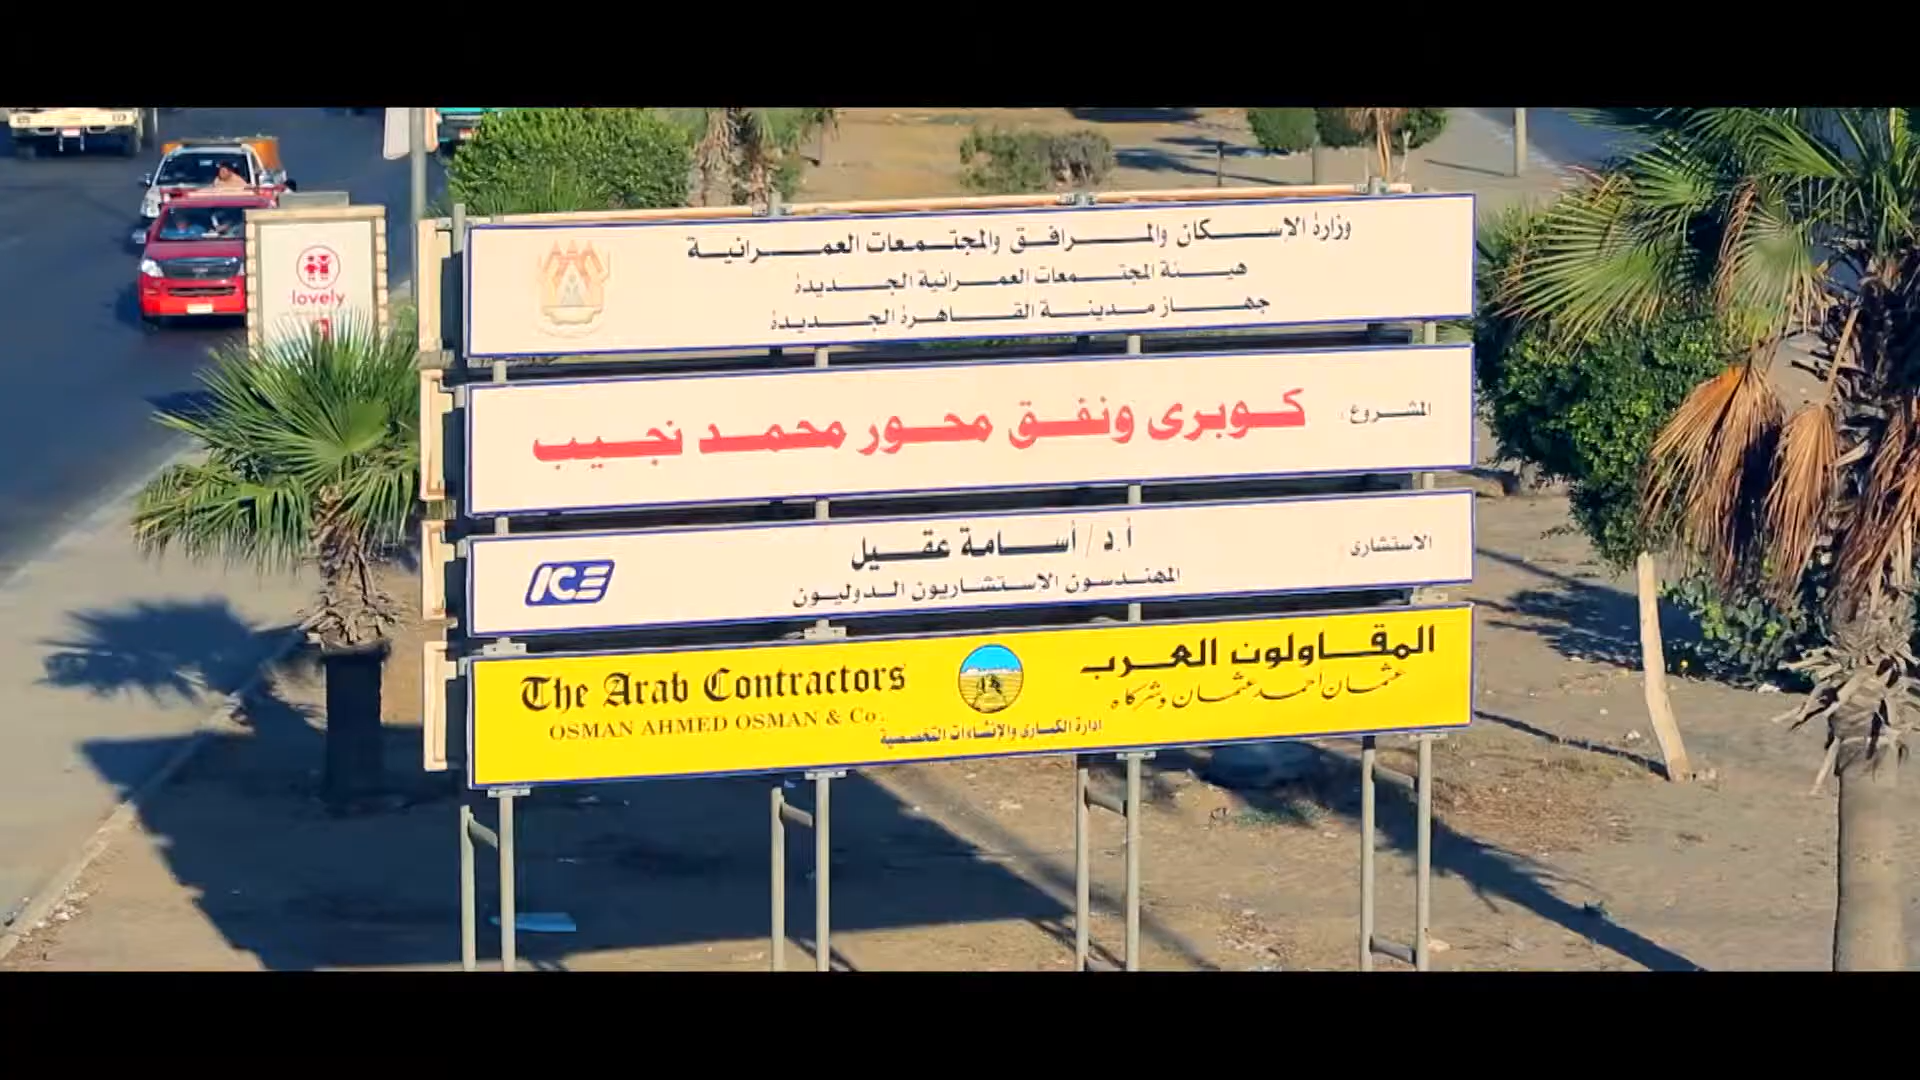 وزارة الإسكان والمرافق والمجتمعات العمرانية
هيئة المجتمعات العمرانية الجديدة
جهاز مدينة القاهرة الجديدة
المشروع :
كوبرى ونفق محور محمد نجيب
الاستشارى
أ.د / أسامة عقيل
المهندسون الاستشاريون الدوليون
ICE
المقاولون العرب
عثمان أحمد عثمان وشركاه
The Arab Contractors
OSMAN AHMED OSMAN & Co.
ادارة الكبارى والإنشاءات التخصصية
lovely